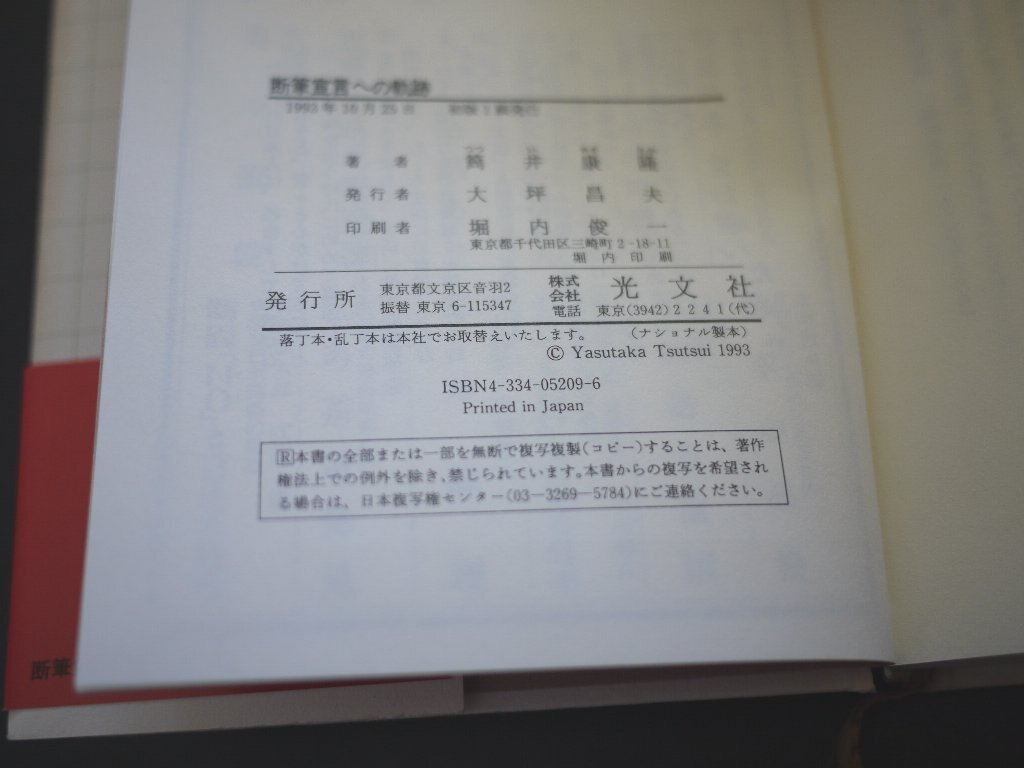 断筆宣言への軌跡
1993年10月25日 初版1刷発行
著者 筒井康隆
発行者 大坪昌夫
印刷者 堀内俊一
東京都千代田区三崎町2-18-11
堀内印刷
発行所 東京都文京区音羽2 株式会社 光文社
振替 東京6-115347 電話 東京(3942)2241(代)
落丁本・乱丁本は本社でお取替えいたします。 (ナショナル製本)
© Yasutaka Tsutsui 1993
ISBN4-334-05209-6
Printed in Japan
R本書の全部または一部を無断で複写複製(コピー)することは、著作
権法上での例外を除き、禁じられています。本書からの複写を希望され
る場合は、日本複写権センター(03―3269―5784)にご連絡ください。
断筆